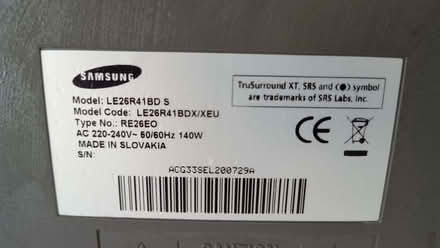 SAMSUNG
Model: LE26R41BD S
Model Code: LE26R41BDX/XEU
Type No.: RE26EO
AC 220-240V~ 50/60Hz 140W
MADE IN SLOVAKIA
S/N:
ACG33SEL200729A
TruSurround XT, SRS and (●) symbol
are trademarks of SRS Labs, Inc.
CAUTION